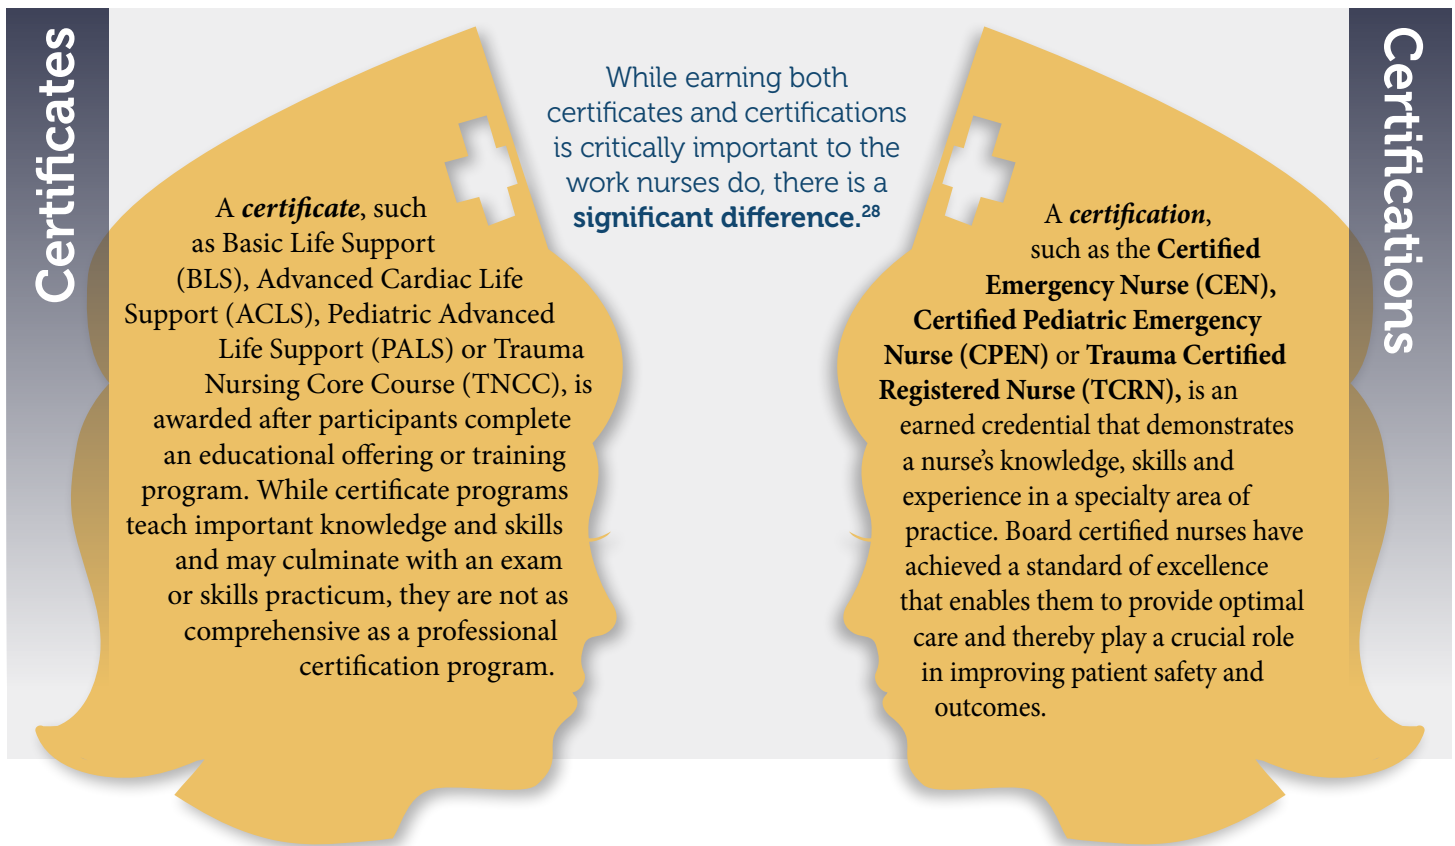 Certificates
A certificate, such
as Basic Life Support
(BLS), Advanced Cardiac Life
Support (ACLS), Pediatric Advanced
Life Support (PALS) or Trauma
Nursing Core Course (TNCC), is
awarded after participants complete
an educational offering or training
program. While certificate programs
teach important knowledge and skills
and may culminate with an exam
or skills practicum, they are not as
comprehensive as a professional
certification program.
While earning both
certificates and certifications
is critically important to the
work nurses do, there is a
significant difference.28
A certification,
such as the Certified
Emergency Nurse (CEN),
Certified Pediatric Emergency
Nurse (CPEN) or Trauma Certified
Registered Nurse (TCRN), is an
earned credential that demonstrates
a nurse's knowledge, skills and
experience in a specialty area of
practice. Board certified nurses have
achieved a standard of excellence
that enables them to provide optimal
care and thereby play a crucial role
in improving patient safety and
outcomes.
Certifications